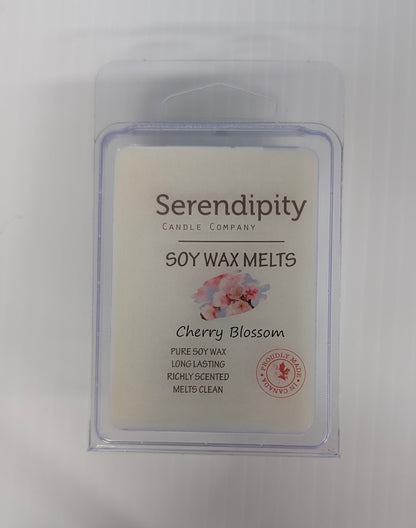 Serendipity
CANDLE COMPANY
SOY WAX MELTS
Cherry Blossom
PURE SOY WAX
LONG LASTING
RICHLY SCENTED
MELTS CLEAN
PROUDLY MADE IN CANADA